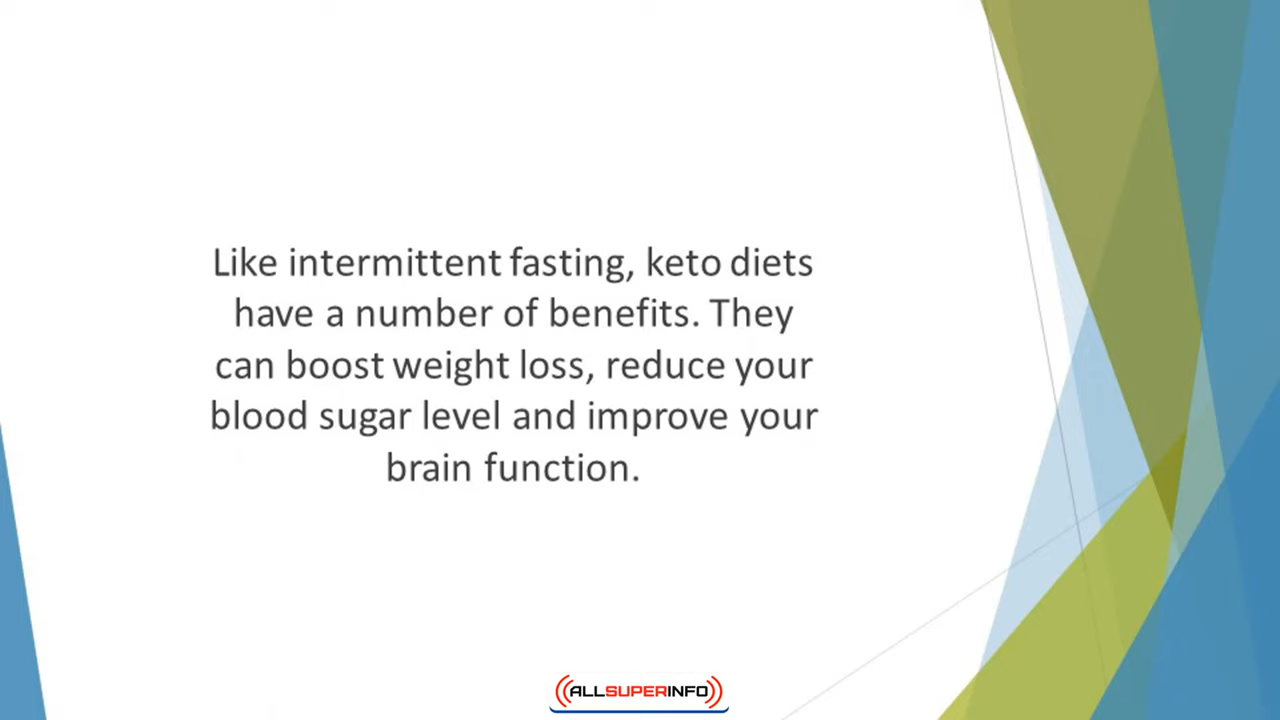 Like intermittent fasting, keto diets
have a number of benefits. They
can boost weight loss, reduce your
blood sugar level and improve your
brain function.
ALLSUPERINFO